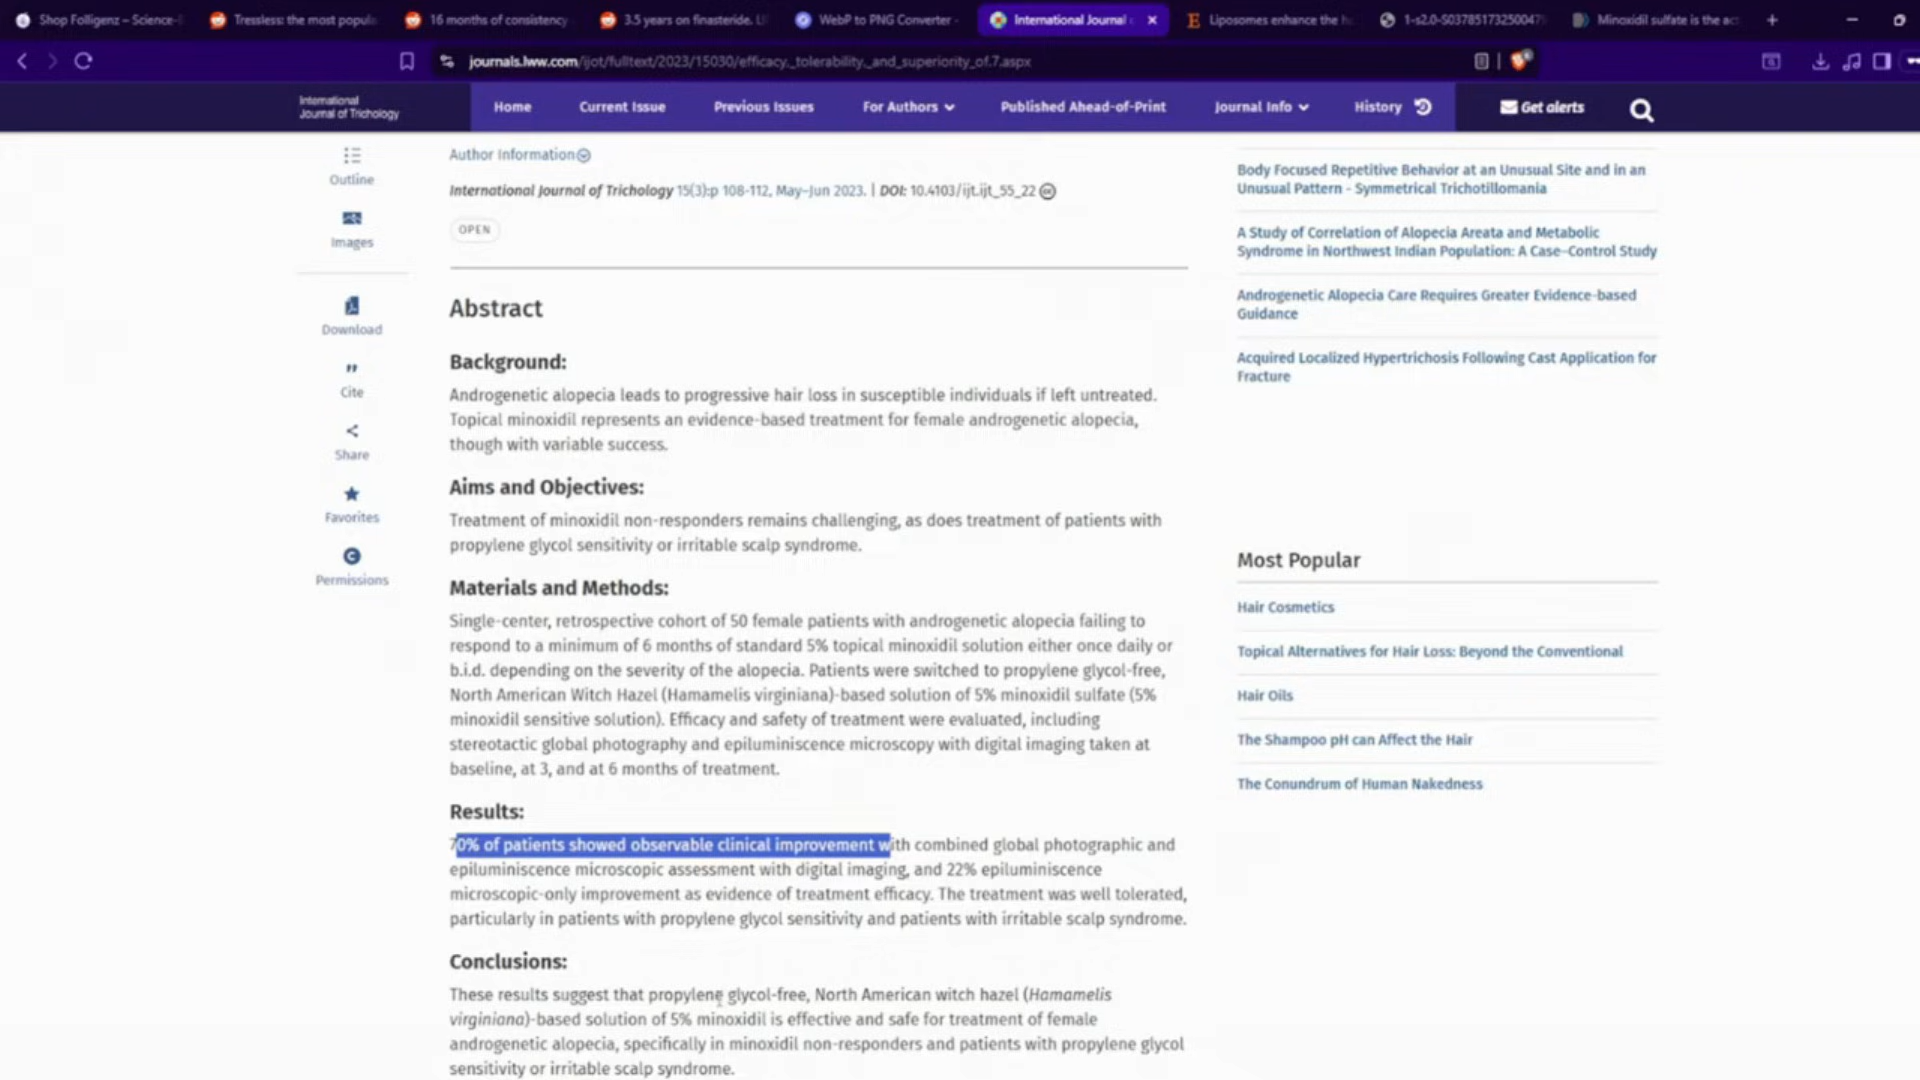 Shop Folligenz – Science-
Tressless: the most popul
16 months of consistency
3.5 years on finasteride.
WebP to PNG Converter -
International Journal
Liposomes enhance the h
1-s2.0-S03785173250047
Minoxidil sulfate is the ac
journals.lww.com/ijot/fulltext/2023/15030/efficacy,_tolerability,_and_superiority_of.7.aspx
International
Journal of Trichology
Home
Current Issue
Previous Issues
For Authors
Published Ahead-of-Print
Journal Info
History
Get alerts
Outline
Images
Download
Cite
Share
Favorites
Permissions
Author Information
International Journal of Trichology 15(3):p 108-112, May–Jun 2023. | DOI: 10.4103/ijt.ijt_55_22
OPEN
Abstract
Background:
Androgenetic alopecia leads to progressive hair loss in susceptible individuals if left untreated.
Topical minoxidil represents an evidence-based treatment for female androgenetic alopecia,
though with variable success.
Aims and Objectives:
Treatment of minoxidil non-responders remains challenging, as does treatment of patients with
propylene glycol sensitivity or irritable scalp syndrome.
Materials and Methods:
Single-center, retrospective cohort of 50 female patients with androgenetic alopecia failing to
respond to a minimum of 6 months of standard 5% topical minoxidil solution either once daily or
b.i.d. depending on the severity of the alopecia. Patients were switched to propylene glycol-free,
North American Witch Hazel (Hamamelis virginiana)-based solution of 5% minoxidil sulfate (5%
minoxidil sensitive solution). Efficacy and safety of treatment were evaluated, including
stereotactic global photography and epiluminiscence microscopy with digital imaging taken at
baseline, at 3, and at 6 months of treatment.
Results:
70% of patients showed observable clinical improvement with combined global photographic and
epiluminiscence microscopic assessment with digital imaging, and 22% epiluminiscence
microscopic-only improvement as evidence of treatment efficacy. The treatment was well tolerated,
particularly in patients with propylene glycol sensitivity and patients with irritable scalp syndrome.
Conclusions:
These results suggest that propylene glycol-free, North American witch hazel (Hamamelis
virginiana)-based solution of 5% minoxidil is effective and safe for treatment of female
androgenetic alopecia, specifically in minoxidil non-responders and patients with propylene glycol
sensitivity or irritable scalp syndrome.
Body Focused Repetitive Behavior at an Unusual Site and in an
Unusual Pattern - Symmetrical Trichotillomania
A Study of Correlation of Alopecia Areata and Metabolic
Syndrome in Northwest Indian Population: A Case–Control Study
Androgenetic Alopecia Care Requires Greater Evidence-based
Guidance
Acquired Localized Hypertrichosis Following Cast Application for
Fracture
Most Popular
Hair Cosmetics
Topical Alternatives for Hair Loss: Beyond the Conventional
Hair Oils
The Shampoo pH can Affect the Hair
The Conundrum of Human Nakedness